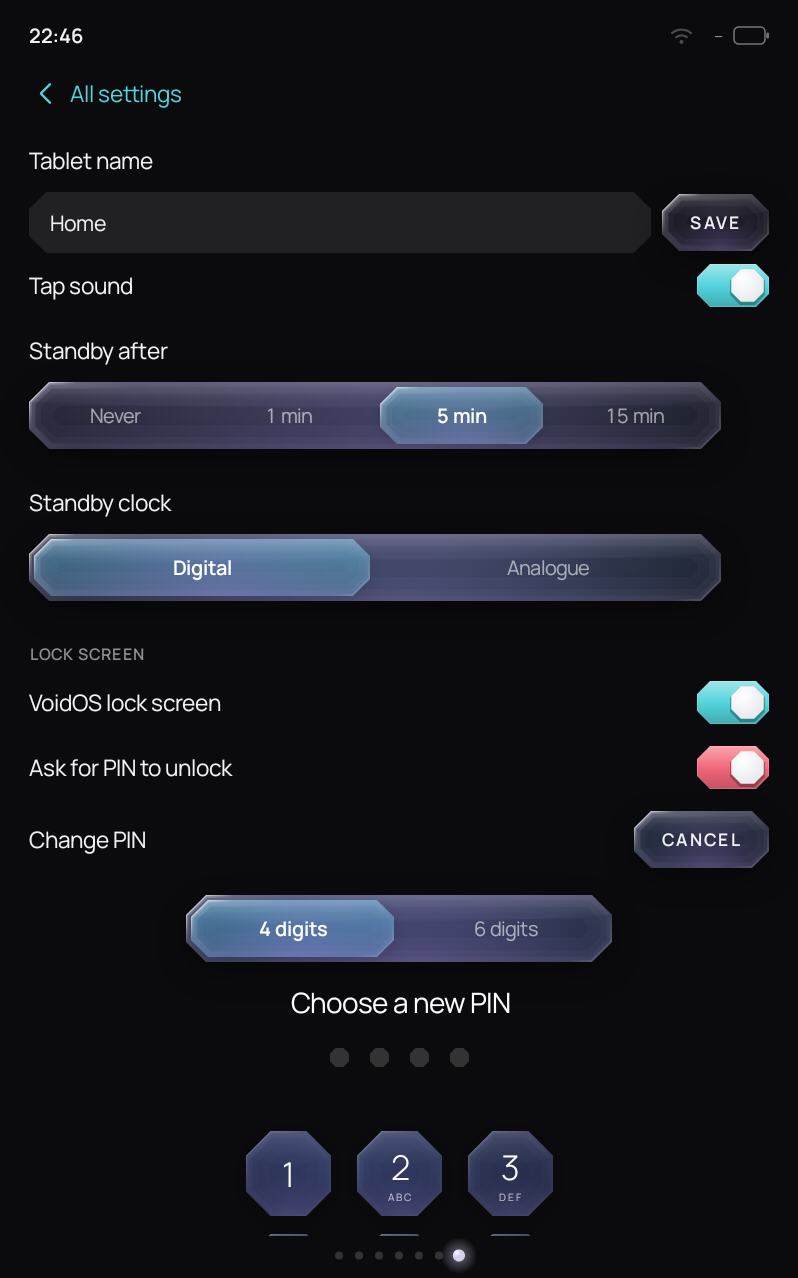 22:46
–
All settings
Tablet name
Home SAVE
Tap sound
Standby after
Never 1 min 5 min 15 min
Standby clock
Digital Analogue
LOCK SCREEN
VoidOS lock screen
Ask for PIN to unlock
Change PIN CANCEL
4 digits 6 digits
Choose a new PIN
1 2 3
ABC DEF